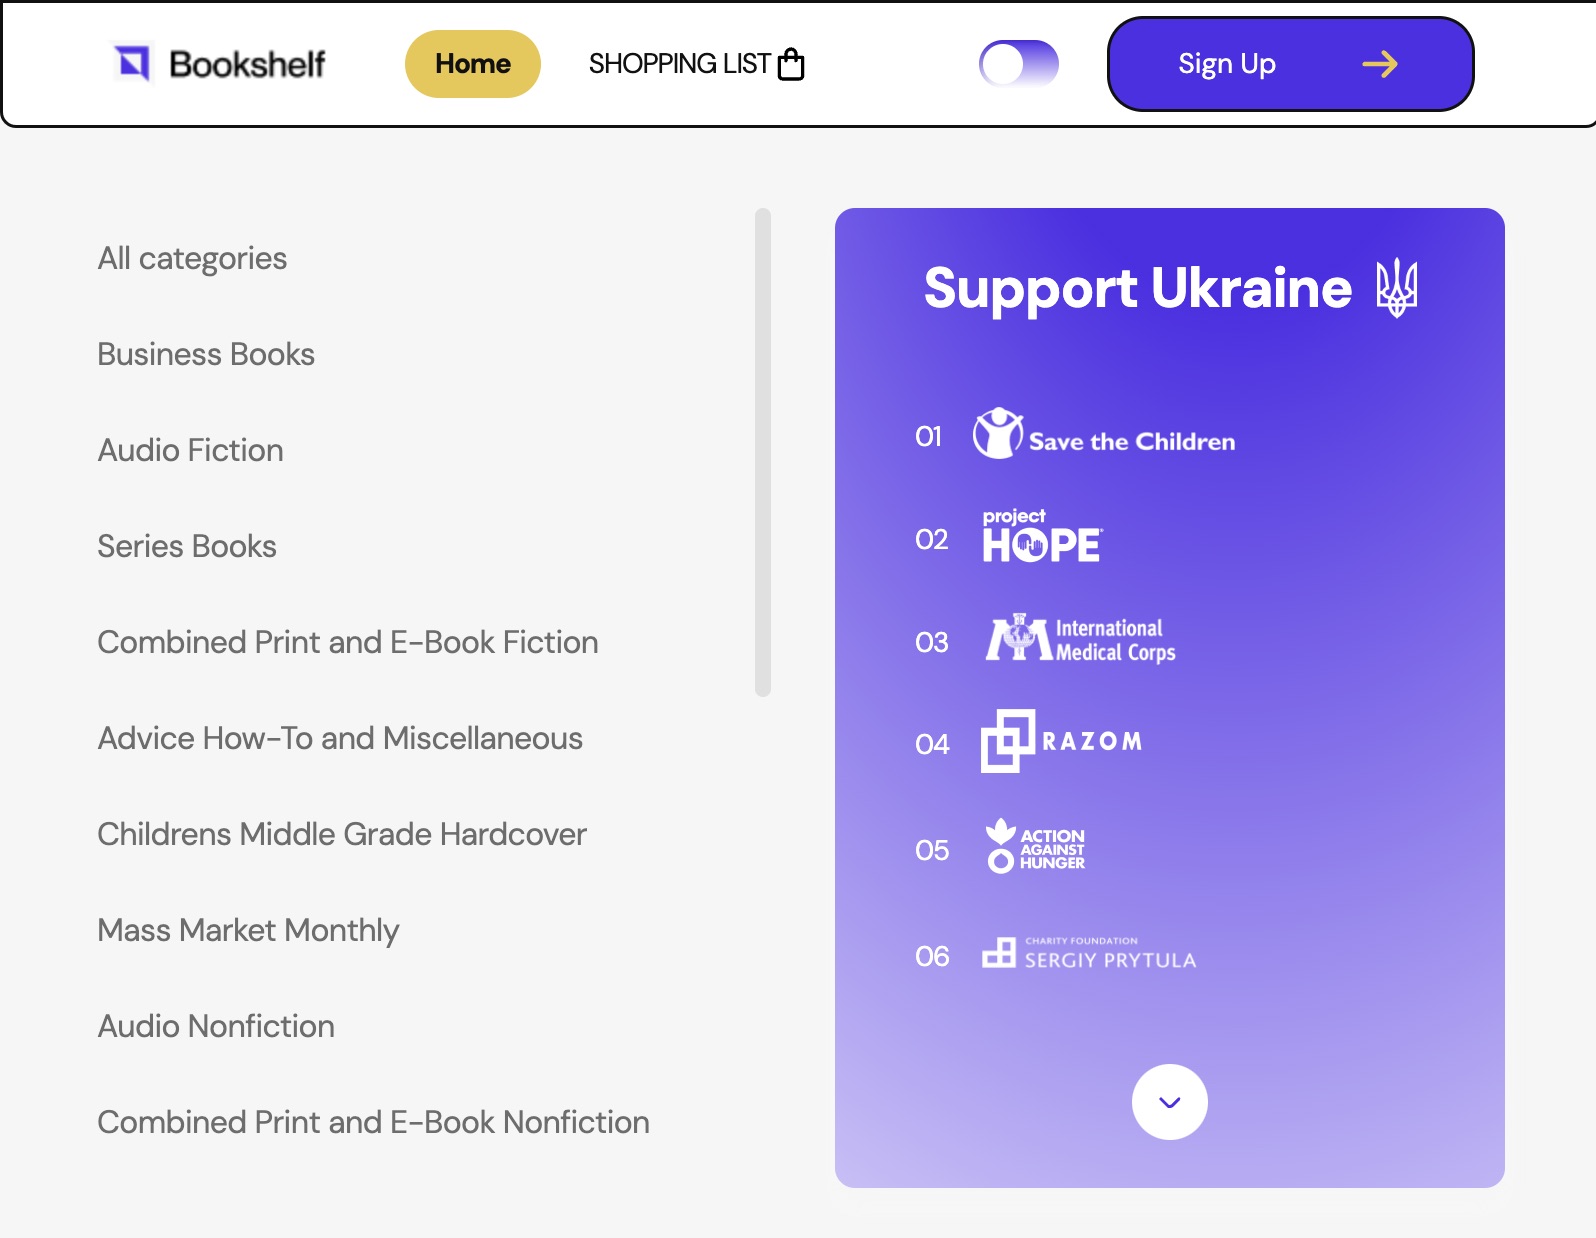 Bookshelf
Home
SHOPPING LIST
Sign Up
All categories
Business Books
Audio Fiction
Series Books
Combined Print and E-Book Fiction
Advice How-To and Miscellaneous
Childrens Middle Grade Hardcover
Mass Market Monthly
Audio Nonfiction
Combined Print and E-Book Nonfiction
Support Ukraine
01 Save the Children
02 project
HOPE
03 International
Medical Corps
04 RAZOM
05 ACTION
AGAINST
HUNGER
06 CHARITY FOUNDATION
SERGIY PRYTULA